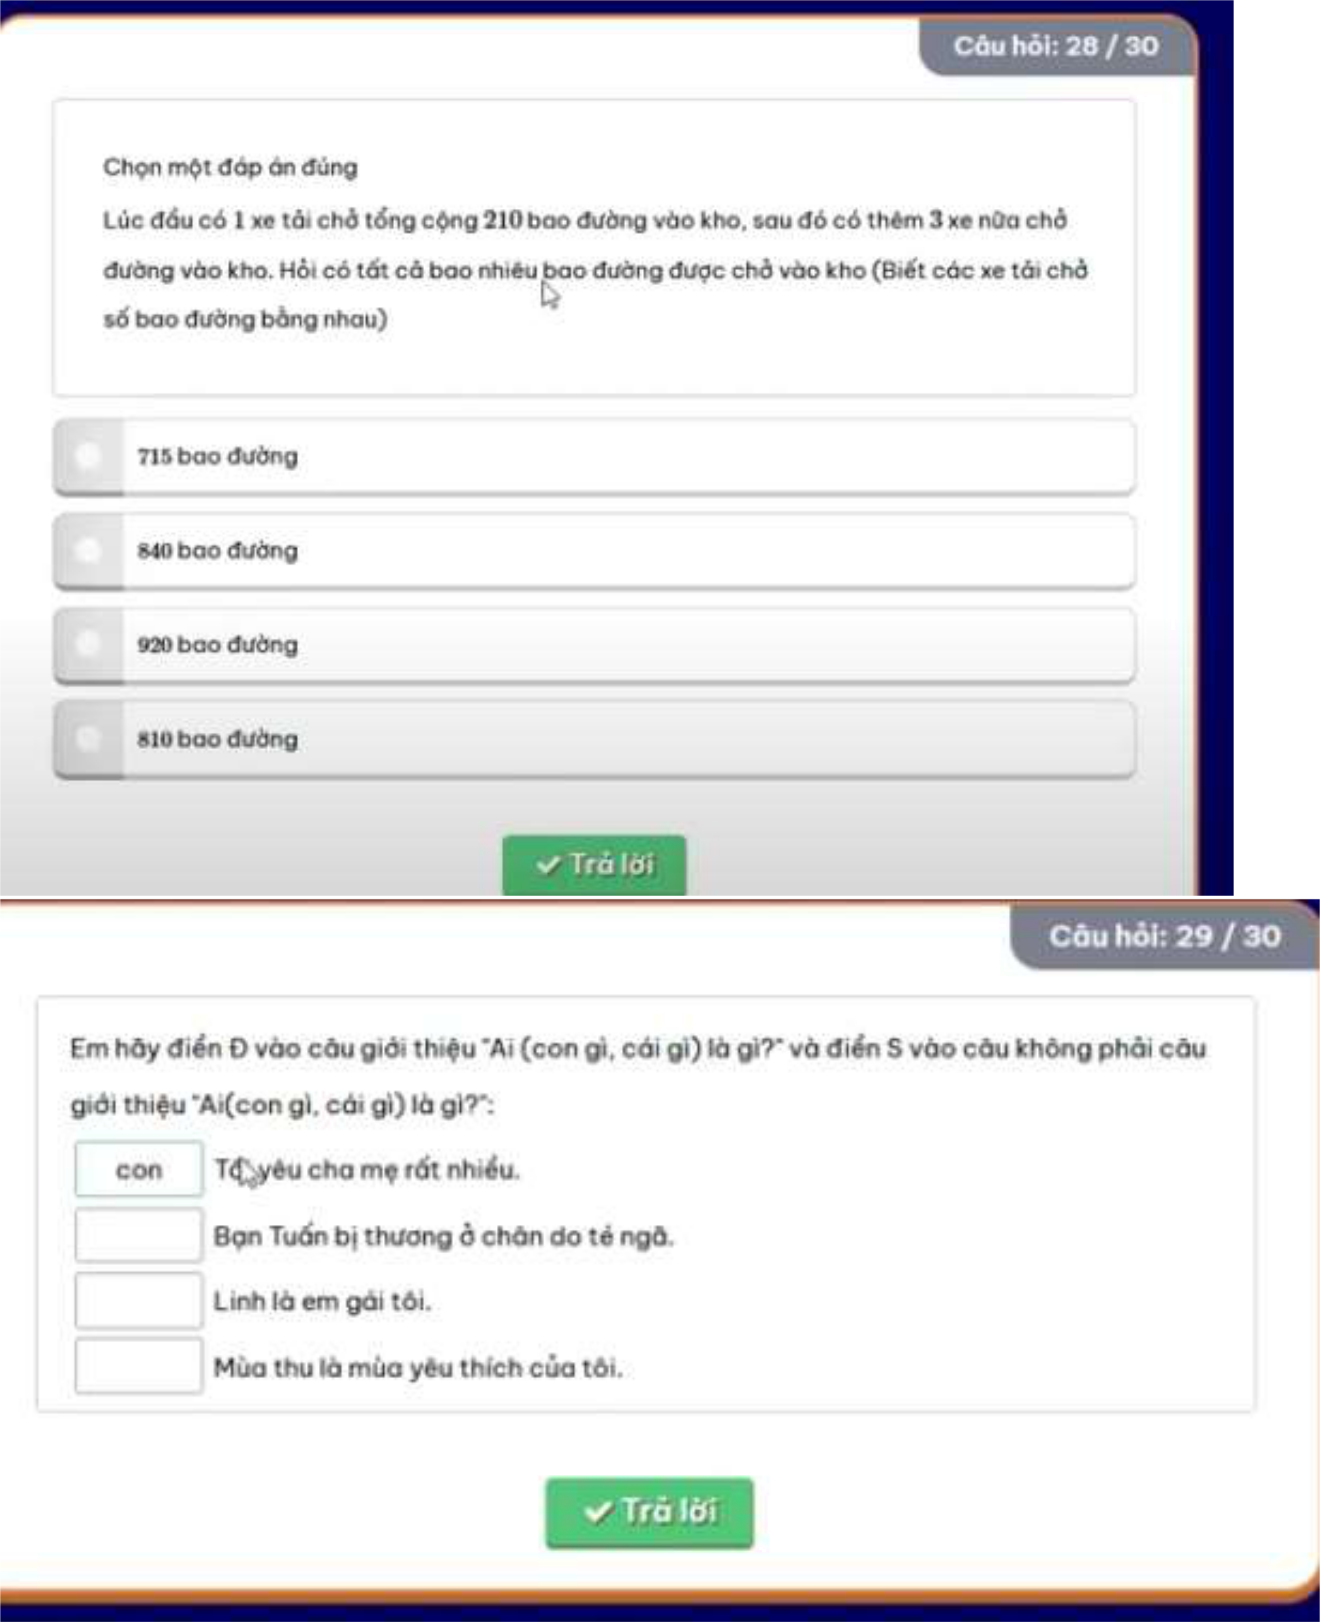 Câu hỏi: 28 / 30
Chọn một đáp án đúng
Lúc đầu có 1 xe tải chở tổng cộng 210 bao đường vào kho, sau đó có thêm 3 xe nữa chở
đường vào kho. Hỏi có tất cả bao nhiêu bao đường được chở vào kho (Biết các xe tải chở
số bao đường bằng nhau)
715 bao đường
840 bao đường
920 bao đường
810 bao đường
Trả lời
Câu hỏi: 29 / 30
Em hãy điền Đ vào câu giới thiệu "Ai (con gì, cái gì) là gì?" và điền S vào câu không phải câu
giới thiệu "Ai(con gì, cái gì) là gì?":
con yêu cha mẹ rất nhiều.
Bạn Tuấn bị thương ở chân do té ngã.
Linh là em gái tôi.
Mùa thu là mùa yêu thích của tôi.
Trả lời